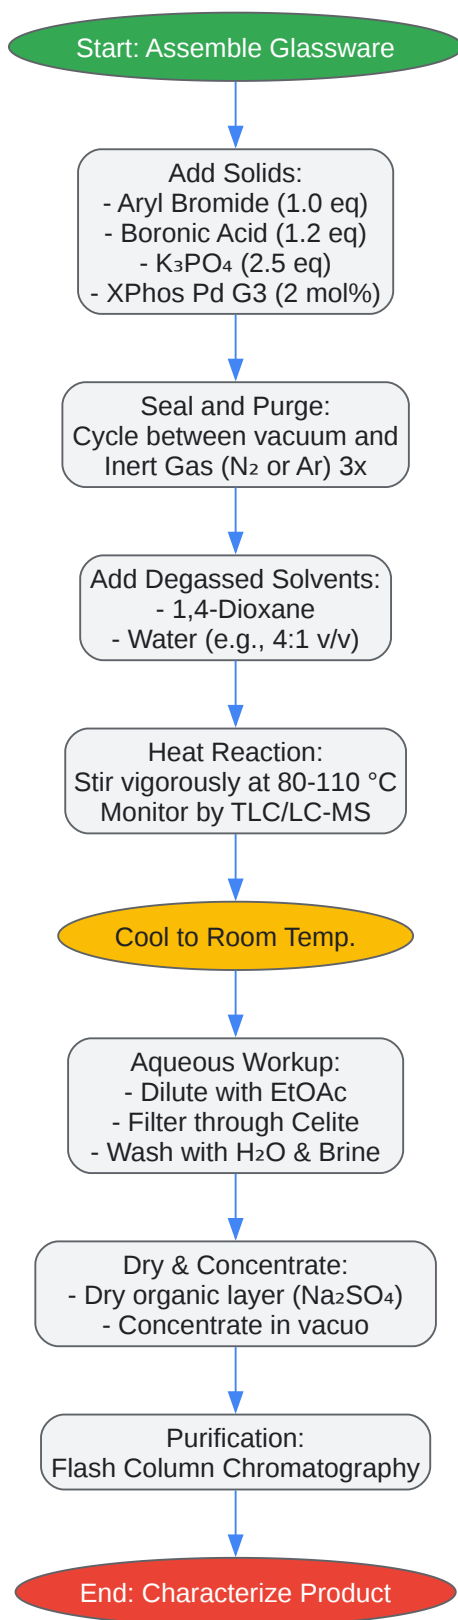 Start: Assemble Glassware
Add Solids:
- Aryl Bromide (1.0 eq)
- Boronic Acid (1.2 eq)
- K₃PO₄ (2.5 eq)
- XPhos Pd G3 (2 mol%)
Seal and Purge:
Cycle between vacuum and
Inert Gas (N₂ or Ar) 3x
Add Degassed Solvents:
- 1,4-Dioxane
- Water (e.g., 4:1 v/v)
Heat Reaction:
Stir vigorously at 80-110 °C
Monitor by TLC/LC-MS
Cool to Room Temp.
Aqueous Workup:
- Dilute with EtOAc
- Filter through Celite
- Wash with H₂O & Brine
Dry & Concentrate:
- Dry organic layer (Na₂SO₄)
- Concentrate in vacuo
Purification:
Flash Column Chromatography
End: Characterize Product